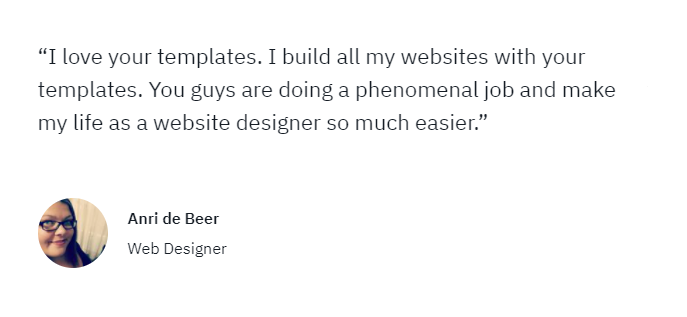 “I love your templates. I build all my websites with your
templates. You guys are doing a phenomenal job and make
my life as a website designer so much easier.”
Anri de Beer
Web Designer